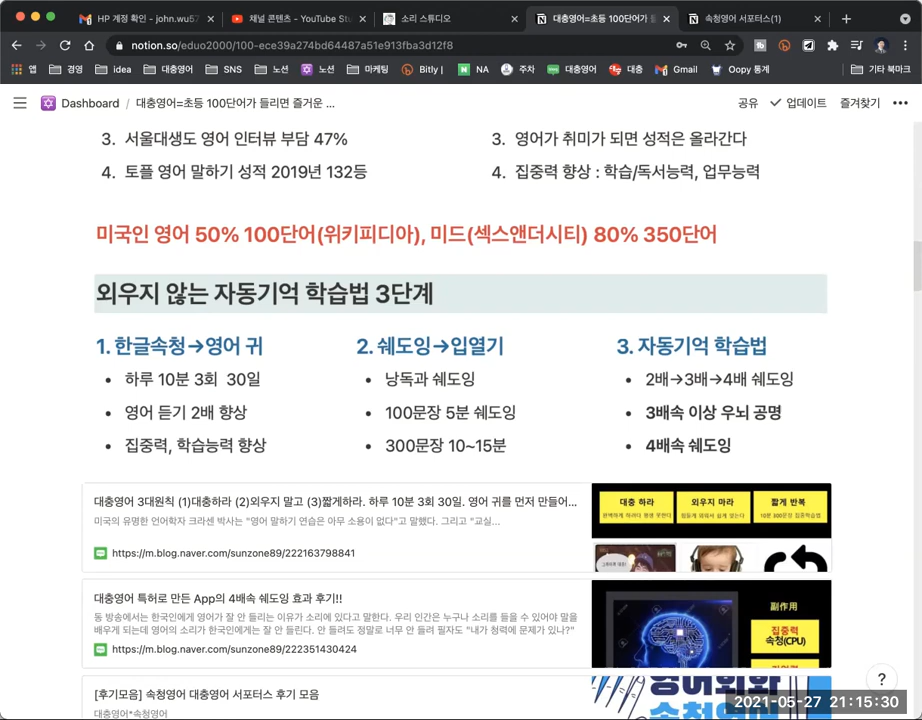 HP 계정 확인 - john.wu57
채널 콘텐츠 - YouTube Stu
소리 스튜디오
대충영어=초등 100단어가 들
속청영어 서포터스(1)
notion.so/eduo2000/100-ece39a274bd64487a51e913fba3d12f8
앱
경영
idea
대충영어
SNS
노션
노션
마케팅
Bitly |
NA
주주
대충영어
대충
Gmail
Oopy 통계
기타 북마크
Dashboard / 대충영어=초등 100단어가 들리면 즐거운 ...
공유
업데이트
즐겨찾기
3. 서울대생도 영어 인터뷰 부담 47%
4. 토플 영어 말하기 성적 2019년 132등
3. 영어가 취미가 되면 성적은 올라간다
4. 집중력 향상 : 학습/독서능력, 업무능력
미국인 영어 50% 100단어(위키피디아), 미드(섹스앤더시티) 80% 350단어
외우지 않는 자동기억 학습법 3단계
1. 한글속청→영어 귀
• 하루 10분 3회 30일
• 영어 듣기 2배 향상
• 집중력, 학습능력 향상
2. 쉐도잉→입열기
• 낭독과 쉐도잉
• 100문장 5분 쉐도잉
• 300문장 10~15분
3. 자동기억 학습법
• 2배→3배→4배 쉐도잉
• 3배속 이상 우뇌 공명
• 4배속 쉐도잉
대충영어 3대원칙 (1)대충하라 (2)외우지 말고 (3)짧게하라. 하루 10분 3회 30일. 영어 귀를 먼저 만들어...
미국의 유명한 언어학자 크라센 박사는 "영어 말하기 연습은 아무 소용이 없다"고 말했다. 그리고 "교실...
https://m.blog.naver.com/sunzone89/222163798841
대충 하라
외우지 마라
짧게 반복
대충영어 특허로 만든 App의 4배속 쉐도잉 효과 후기!!
동 방송에서는 한국인에게 영어가 잘 안 들리는 이유가 소리에 있다고 말한다. 우리 인간은 누구나 소리를 들을 수 있어야 말을
배우게 되는데 영어의 소리가 한국인에게는 잘 안 들린다. 안 들려도 정말로 너무 안 들려 필자도 "내가 청력에 문제가 있나?"
https://m.blog.naver.com/sunzone89/222351430424
부작용
집중력
속청(CPU)
[후기모음] 속청영어 대충영어 서포터스 후기 모음
대충영어*속청영어
영어회화
?
2021-05-27 21:15:30